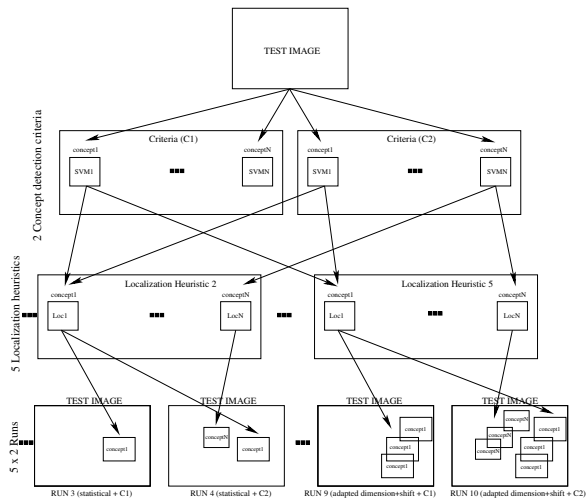 TEST IMAGE
2 Concept detection criteria
Criteria (C1)
concept1
SVM1
conceptN
SVMN
Criteria (C2)
concept1
SVM1
conceptN
SVMN
5 Localization heuristics
Localization Heuristic 2
concept1
Loc1
conceptN
LocN
Localization Heuristic 5
concept1
Loc1
conceptN
LocN
5 x 2 Runs
TEST IMAGE
concept1
RUN 3 (statistical + C1)
TEST IMAGE
conceptN
concept1
RUN 4 (statistical + C2)
TEST IMAGE
concept1
concept1
concept1
RUN 9 (adapted dimension+shift + C1)
TEST IMAGE
conceptN
conceptN
conceptN
concept1
concept1
concept1
RUN 10 (adapted dimension+shift + C2)